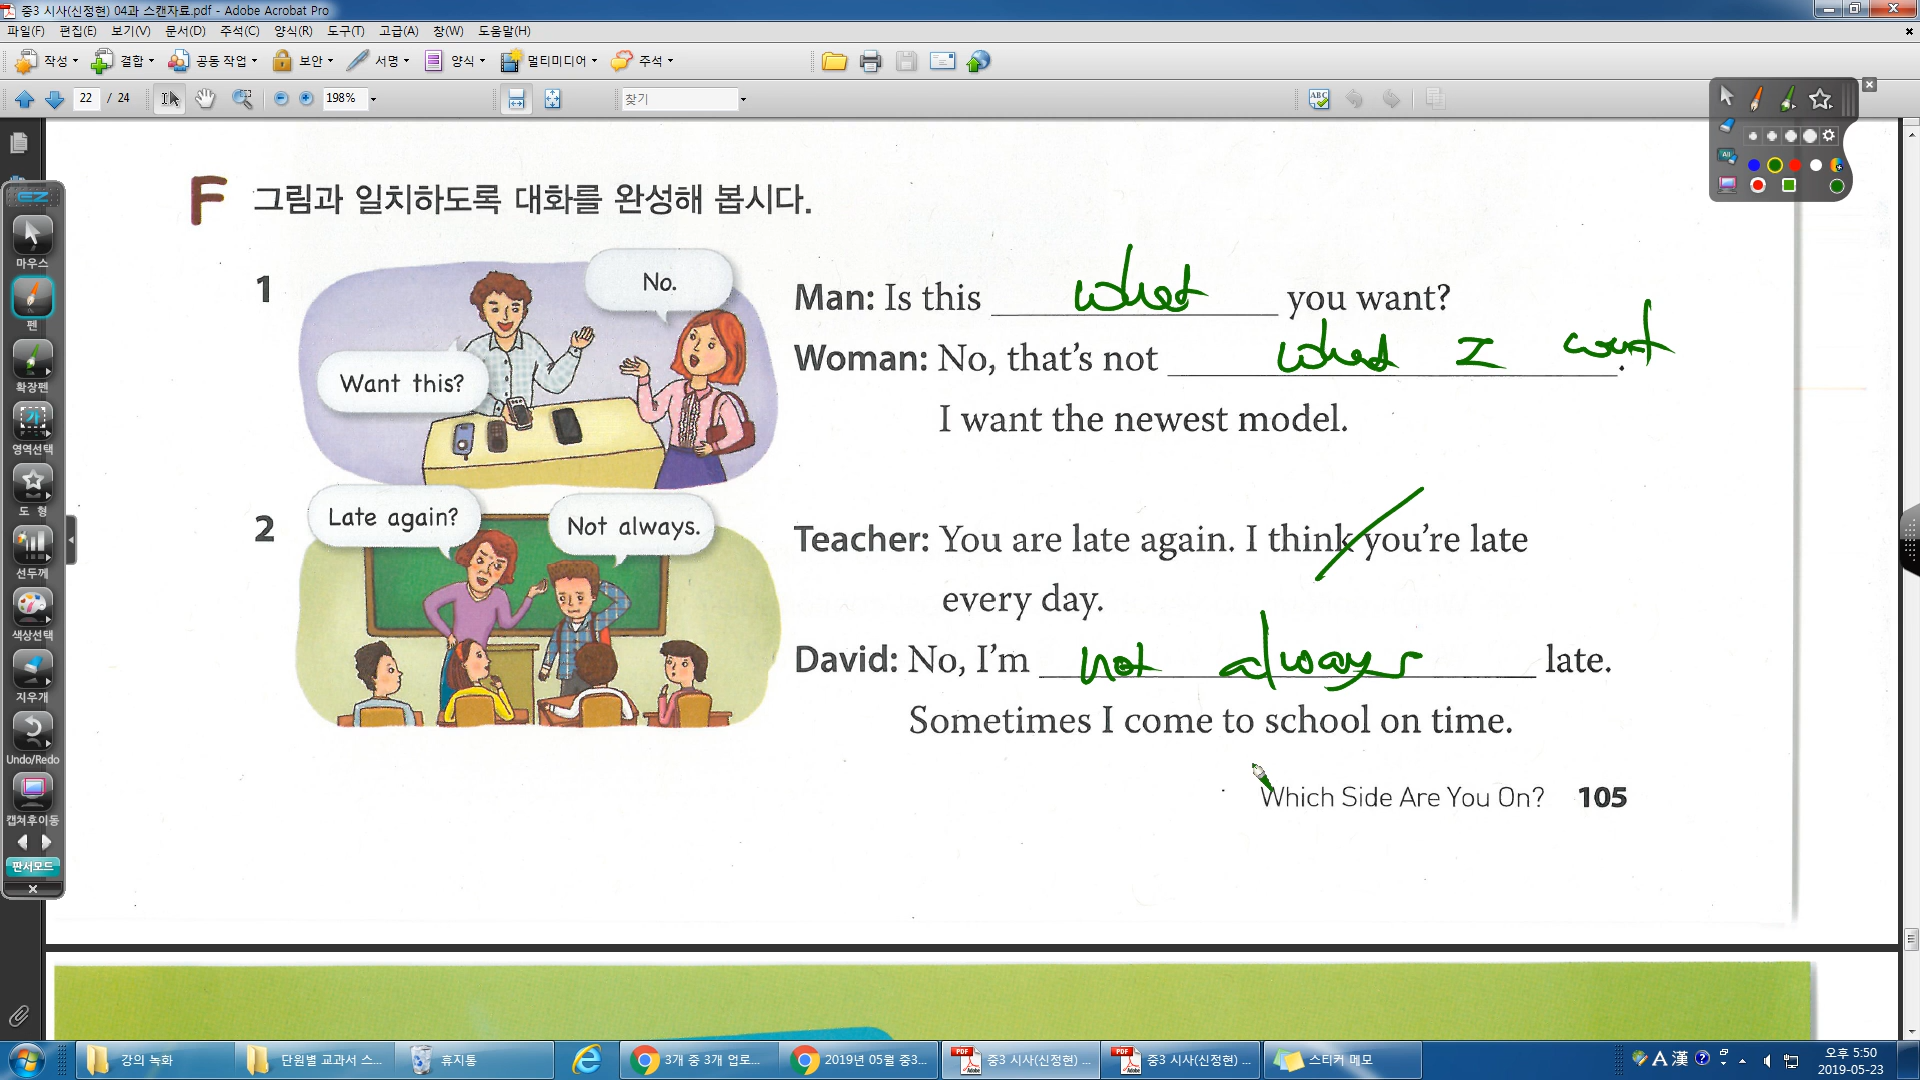 중3 시사(신정현) 04과 스캔자료.pdf - Adobe Acrobat Pro
파일(F) 편집(E) 보기(V) 문서(D) 주석(C) 양식(R) 도구(T) 고급(A) 창(W) 도움말(H)
작성 결합 공동 작업 보안 서명 양식 멀티미디어 주석
22 / 24 198% 찾기
EZ
마우스
펜
확장펜
영역선택
도 형
선두께
색상선택
지우개
Undo/Redo
캡쳐후이동
판서모드
F 그림과 일치하도록 대화를 완성해 봅시다.
1
No.
Want this?
Man: Is this what you want?
Woman: No, that's not what I want.
I want the newest model.
2
Late again?
Not always.
Teacher: You are late again. I think you're late
every day.
David: No, I'm not always late.
Sometimes I come to school on time.
Which Side Are You On? 105
강의 녹화 단원별 교과서 스... 휴지통 3개 중 3개 업로... 2019년 05월 중3... 중3 시사(신정현) ... 중3 시사(신정현) ... 스티커 메모
A 漢
오후 5:50
2019-05-23